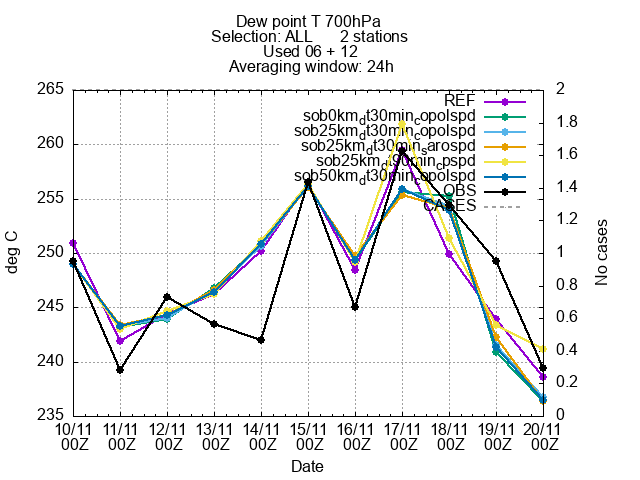 Dew point T 700hPa
Selection: ALL 2 stations
Used 06 + 12
Averaging window: 24h
265
260
255
250
245
240
235
2
1.8
1.6
1.4
1.2
1
0.8
0.6
0.4
0.2
0
deg C
No cases
REF
sob0km_dt30min_copolspd
sob25km_dt30min_copolspd
sob25km_dt30min_sarospd
sob25km_d90min_cpspd
sob50km_dt30min_copolspd
OBS
CASES
10/11 11/11 12/11 13/11 14/11 15/11 16/11 17/11 18/11 19/11 20/11
00Z 00Z 00Z 00Z 00Z 00Z 00Z 00Z 00Z 00Z 00Z
Date